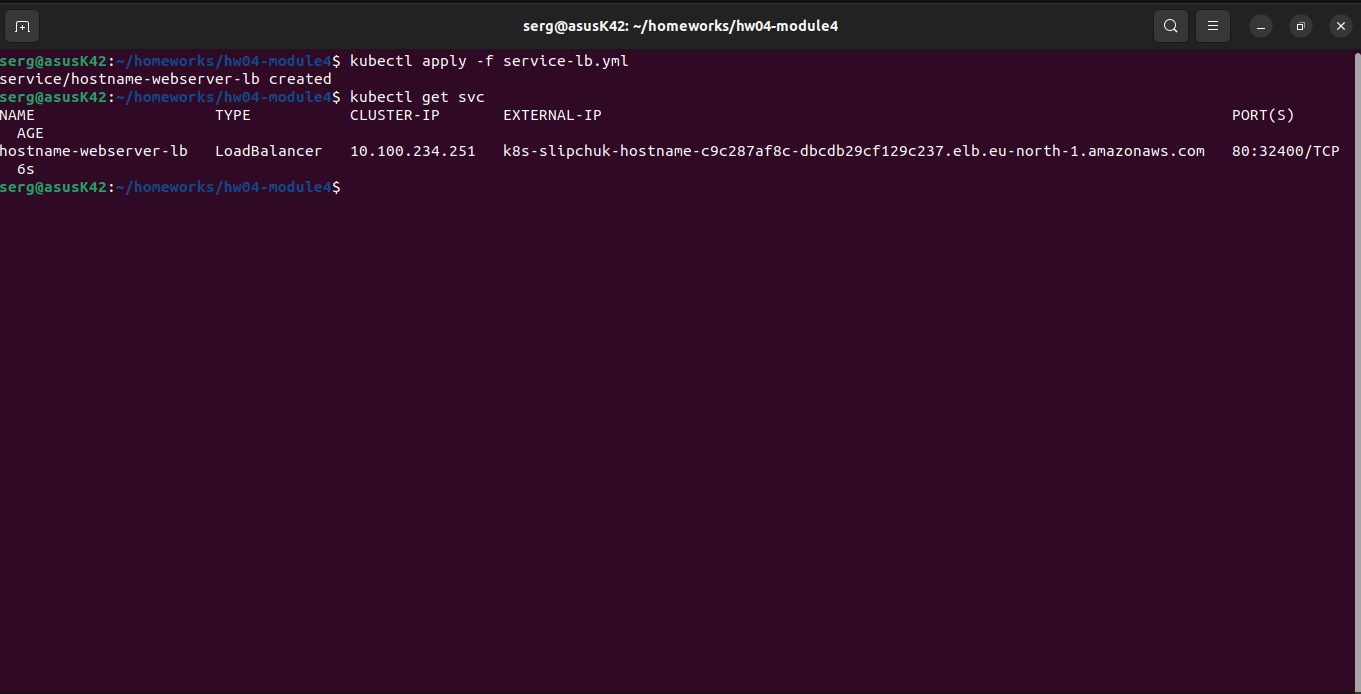 serg@asusK42: ~/homeworks/hw04-module4
serg@asusK42:~/homeworks/hw04-module4$ kubectl apply -f service-lb.yml
service/hostname-webserver-lb created
serg@asusK42:~/homeworks/hw04-module4$ kubectl get svc
NAME                    TYPE           CLUSTER-IP       EXTERNAL-IP                                                                      PORT(S)
  AGE
hostname-webserver-lb   LoadBalancer   10.100.234.251   k8s-slipchuk-hostname-c9c287af8c-dbcdb29cf129c237.elb.eu-north-1.amazonaws.com   80:32400/TCP
  6s
serg@asusK42:~/homeworks/hw04-module4$